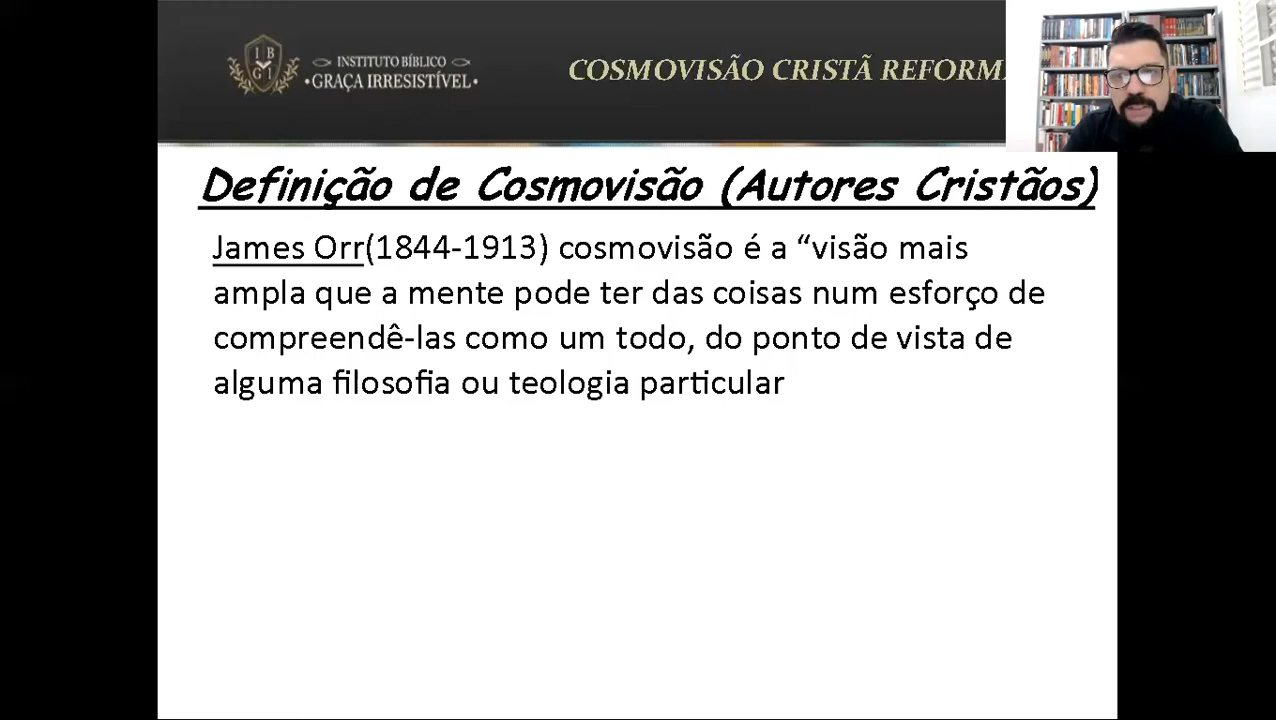 I B
G I
INSTITUTO BÍBLICO
GRAÇA IRRESISTÍVEL
COSMOVISÃO CRISTÃ REFORM
Definição de Cosmovisão (Autores Cristãos)
James Orr(1844-1913) cosmovisão é a “visão mais
ampla que a mente pode ter das coisas num esforço de
compreendê-las como um todo, do ponto de vista de
alguma filosofia ou teologia particular